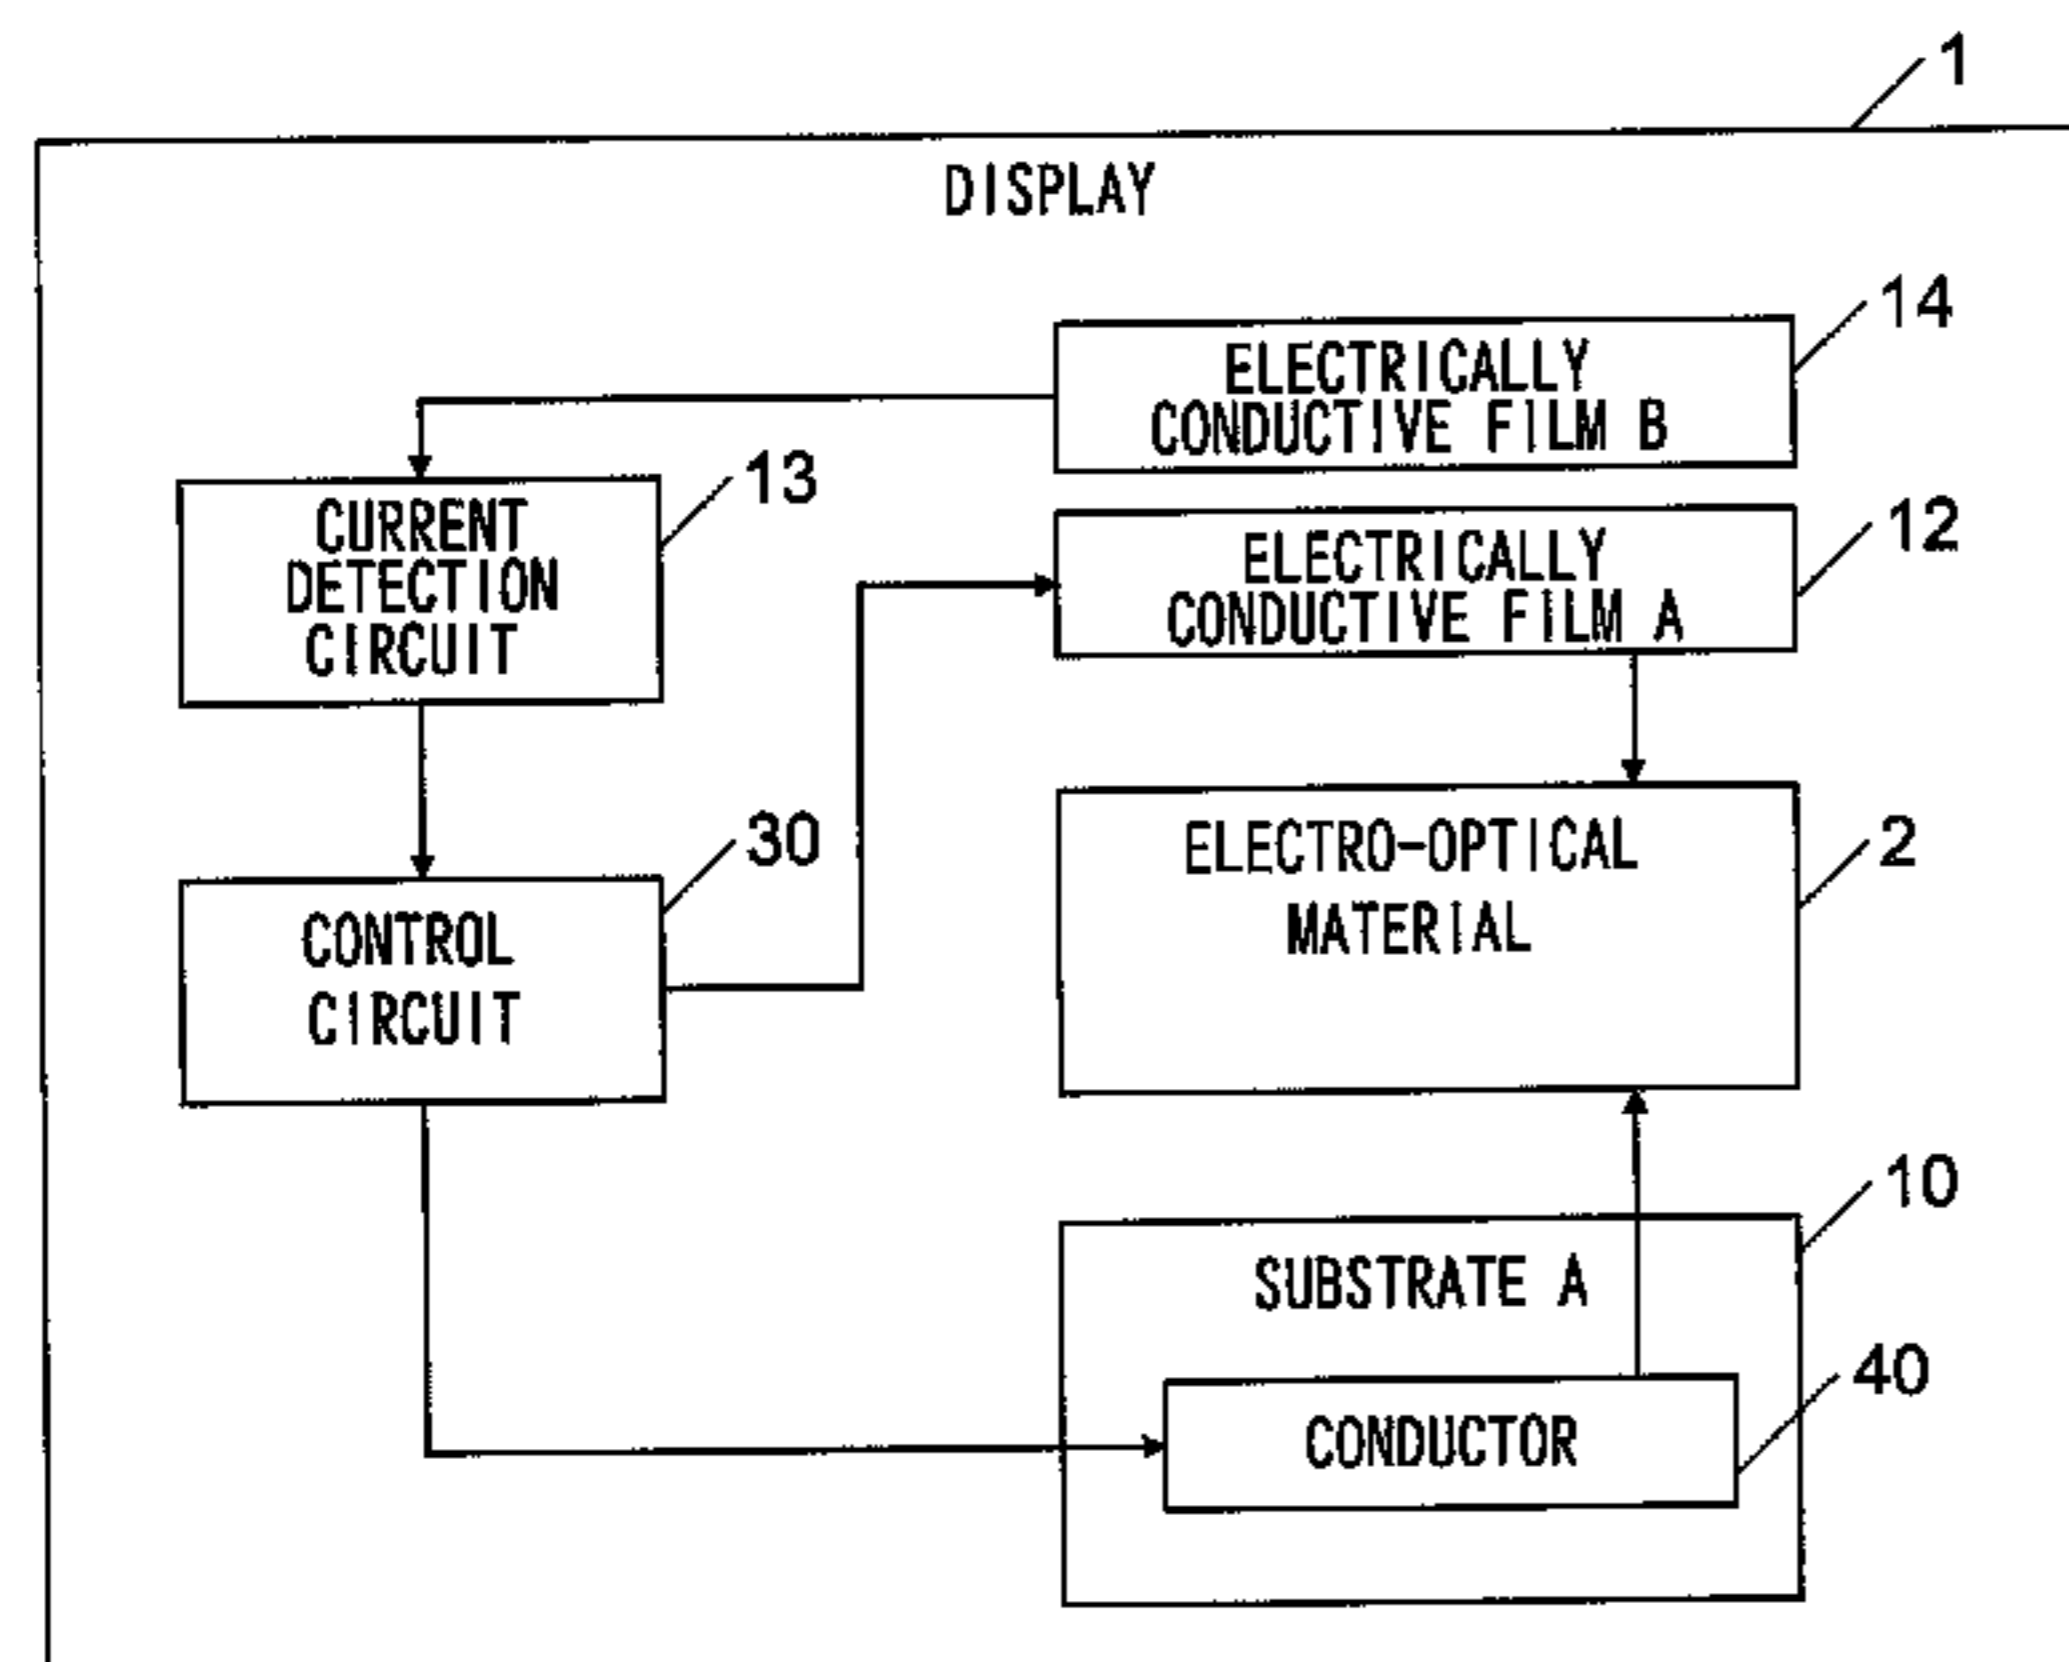 1
DISPLAY
14
ELECTRICALLY
CONDUCTIVE FILM B
13
CURRENT
DETECTION
CIRCUIT
12
ELECTRICALLY
CONDUCTIVE FILM A
30
CONTROL
CIRCUIT
2
ELECTRO-OPTICAL
MATERIAL
10
SUBSTRATE A
40
CONDUCTOR